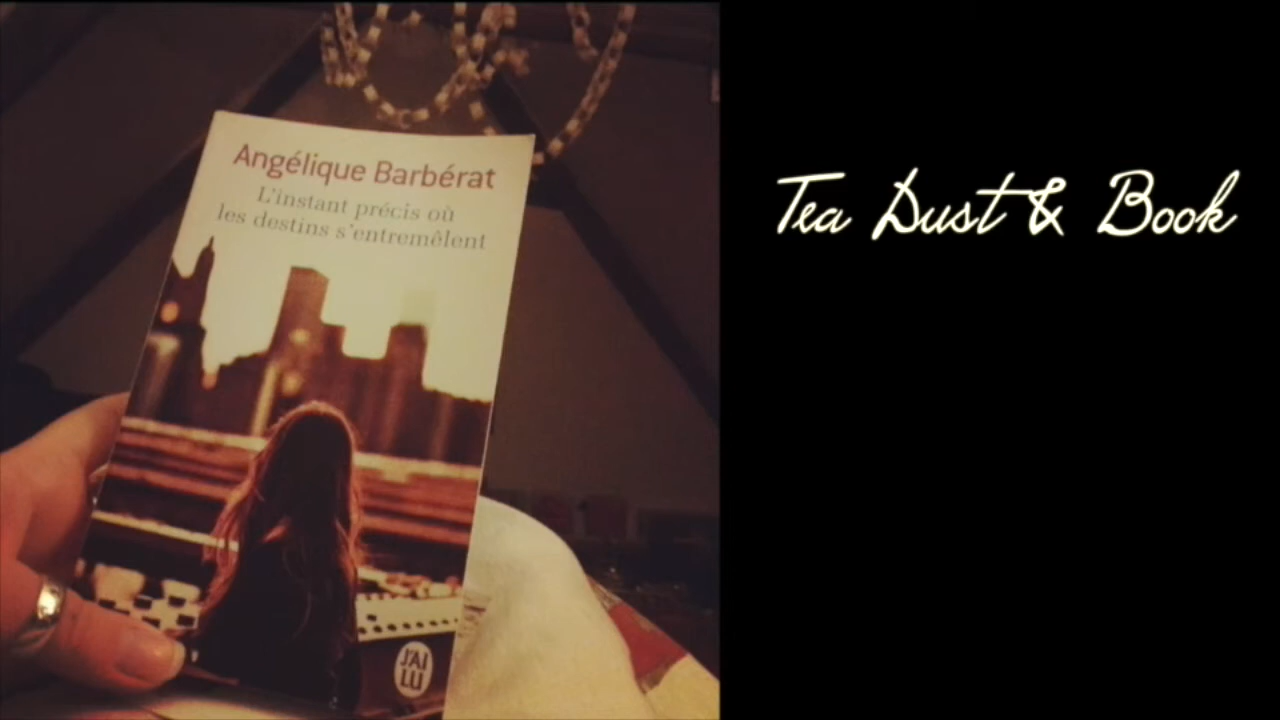 Angélique Barbérat
L'instant précis où
les destins s'entremêlent
J'AI
LU
Tea Dust & Book